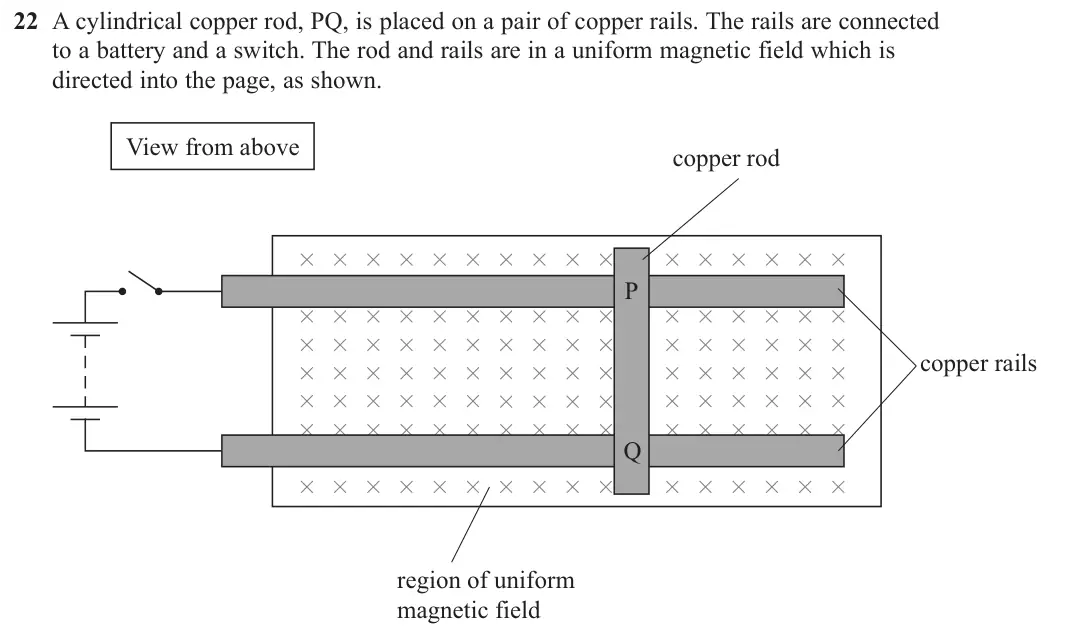 22 A cylindrical copper rod, PQ, is placed on a pair of copper rails. The rails are connected
to a battery and a switch. The rod and rails are in a uniform magnetic field which is
directed into the page, as shown.
View from above
copper rod
P
copper rails
Q
region of uniform
magnetic field